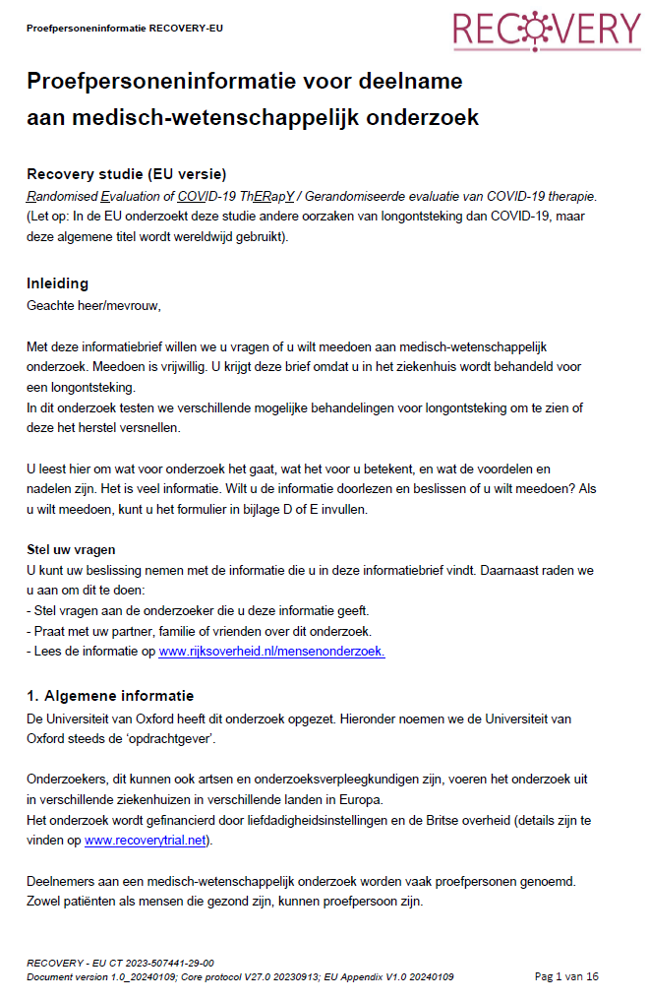 Proefpersoneninformatie RECOVERY-EU
RECOVERY
Proefpersoneninformatie voor deelname
aan medisch-wetenschappelijk onderzoek
Recovery studie (EU versie)
Randomised Evaluation of COVID-19 ThERapY / Gerandomiseerde evaluatie van COVID-19 therapie.
(Let op: In de EU onderzoekt deze studie andere oorzaken van longontsteking dan COVID-19, maar
deze algemene titel wordt wereldwijd gebruikt).
Inleiding
Geachte heer/mevrouw,
Met deze informatiebrief willen we u vragen of u wilt meedoen aan medisch-wetenschappelijk
onderzoek. Meedoen is vrijwillig. U krijgt deze brief omdat u in het ziekenhuis wordt behandeld voor
een longontsteking.
In dit onderzoek testen we verschillende mogelijke behandelingen voor longontsteking om te zien of
deze het herstel versnellen.
U leest hier om wat voor onderzoek het gaat, wat het voor u betekent, en wat de voordelen en
nadelen zijn. Het is veel informatie. Wilt u de informatie doorlezen en beslissen of u wilt meedoen? Als
u wilt meedoen, kunt u het formulier in bijlage D of E invullen.
Stel uw vragen
U kunt uw beslissing nemen met de informatie die u in deze informatiebrief vindt. Daarnaast raden we
u aan om dit te doen:
- Stel vragen aan de onderzoeker die u deze informatie geeft.
- Praat met uw partner, familie of vrienden over dit onderzoek.
- Lees de informatie op www.rijksoverheid.nl/mensenonderzoek.
1. Algemene informatie
De Universiteit van Oxford heeft dit onderzoek opgezet. Hieronder noemen we de Universiteit van
Oxford steeds de ‘opdrachtgever’.
Onderzoekers, dit kunnen ook artsen en onderzoeksverpleegkundigen zijn, voeren het onderzoek uit
in verschillende ziekenhuizen in verschillende landen in Europa.
Het onderzoek wordt gefinancierd door liefdadigheidsinstellingen en de Britse overheid (details zijn te
vinden op www.recoverytrial.net).
Deelnemers aan een medisch-wetenschappelijk onderzoek worden vaak proefpersonen genoemd.
Zowel patiënten als mensen die gezond zijn, kunnen proefpersoon zijn.
RECOVERY - EU CT 2023-507441-29-00
Document version 1.0_20240109; Core protocol V27.0 20230913; EU Appendix V1.0 20240109
Pag 1 van 16